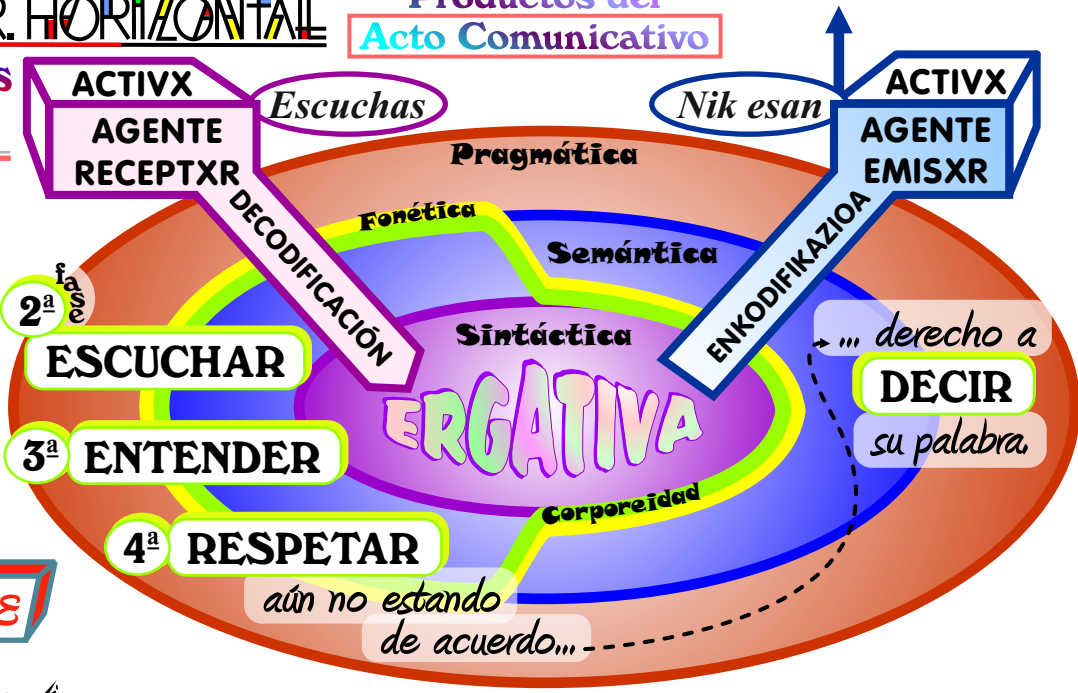 R. HORIZONTAL
Productos del
Acto Comunicativo
ACTIVX
AGENTE
RECEPTXR
Escuchas
Nik esan
ACTIVX
AGENTE
EMISXR
DECODIFICACIÓN
ENKODIFIKAZIOA
Pragmática
Fonética
Semántica
Sintáctica
ERGATIVA
Corporeidad
2ª fase
ESCUCHAR
3ª ENTENDER
4ª RESPETAR
aún no estando
de acuerdo...
... derecho a
DECIR
su palabra.